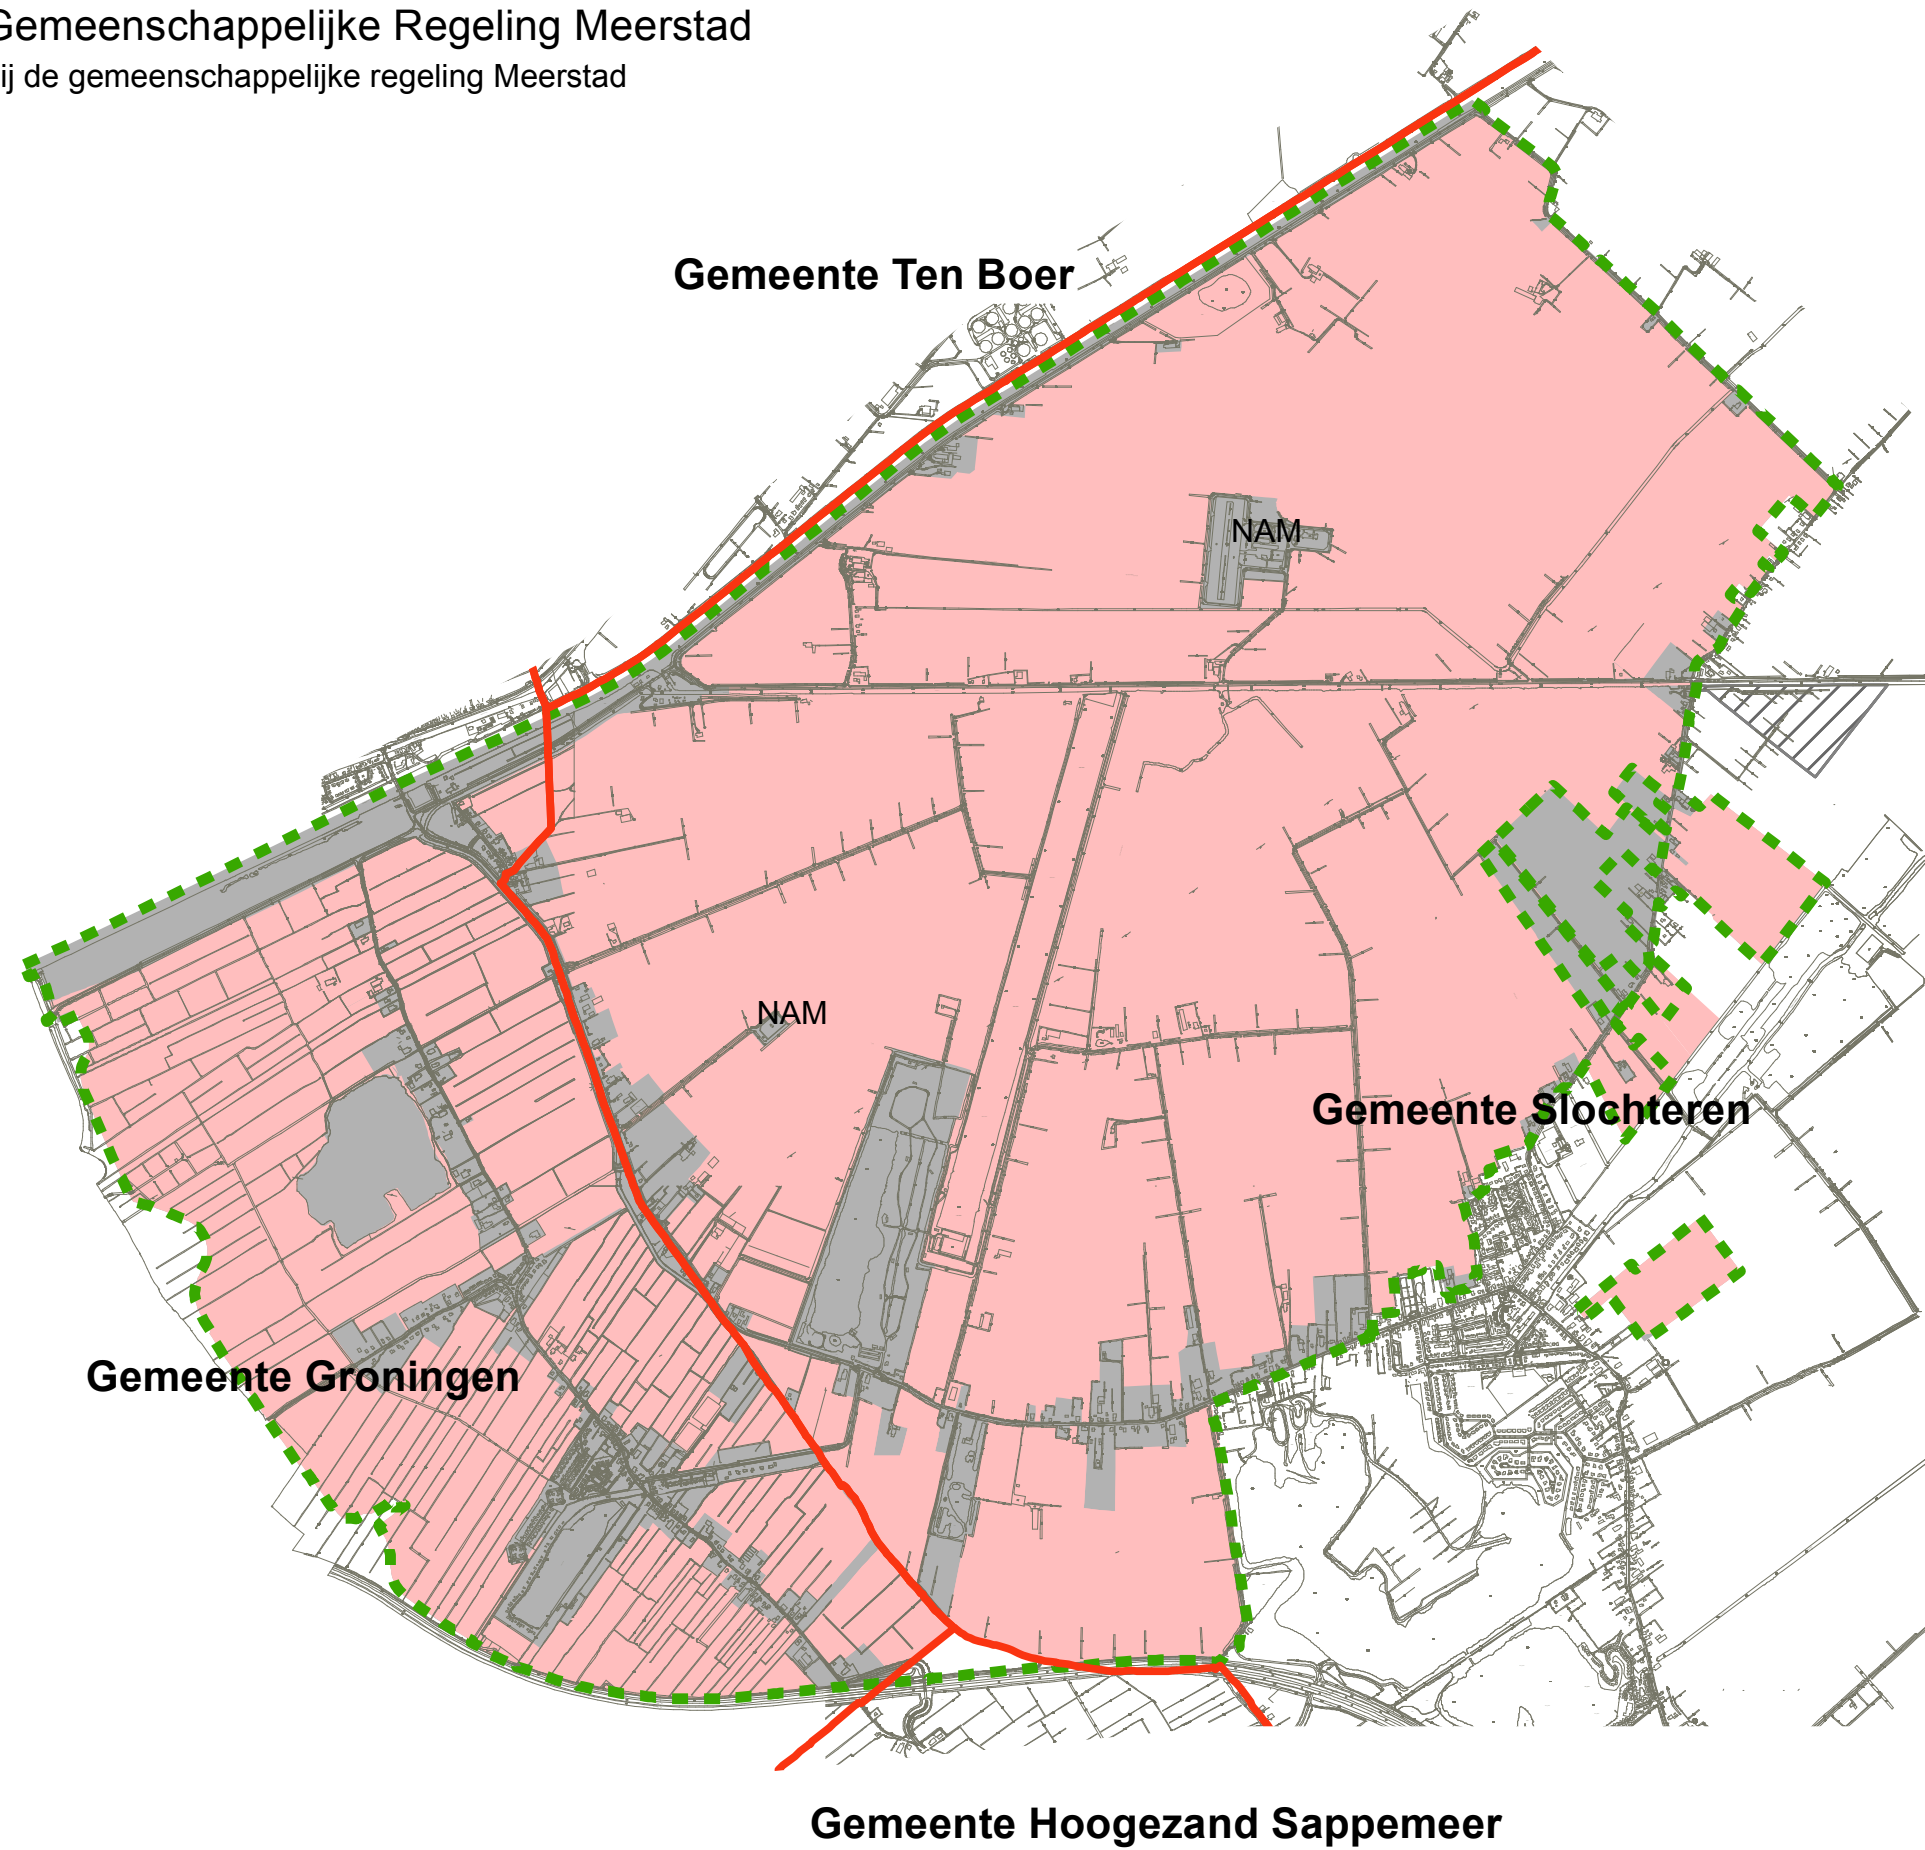 Gemeenschappelijke Regeling Meerstad
ij de gemeenschappelijke regeling Meerstad
Gemeente Ten Boer
NAM
NAM
Gemeente Slochteren
Gemeente Groningen
Gemeente Hoogezand Sappemeer